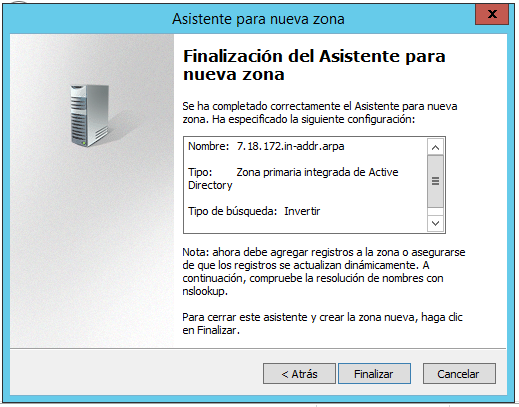 Asistente para nueva zona
x
Finalización del Asistente para
nueva zona
Se ha completado correctamente el Asistente para nueva
zona. Ha especificado la siguiente configuración:
Nombre: 7.18.172.in-addr.arpa
Tipo: Zona primaria integrada de Active
Directory
Tipo de búsqueda: Invertir
Nota: ahora debe agregar registros a la zona o asegurarse
de que los registros se actualizan dinámicamente. A
continuación, compruebe la resolución de nombres con
nslookup.
Para cerrar este asistente y crear la zona nueva, haga clic
en Finalizar.
< Atrás Finalizar Cancelar